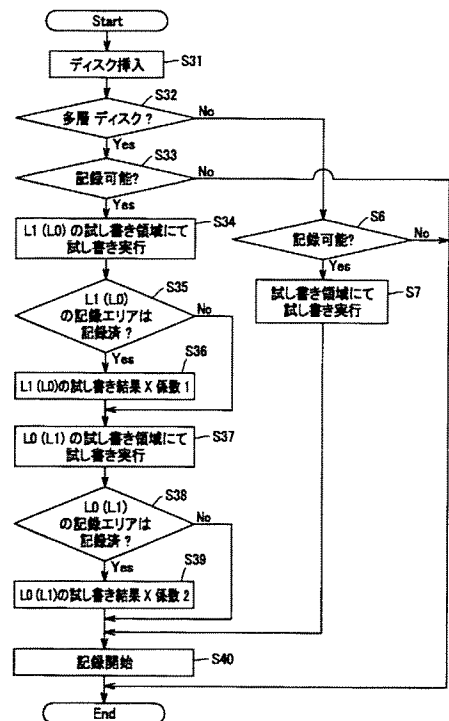 Start
ディスク挿入
S31
多層 ディスク?
S32
No
Yes
記録可能?
S33
No
Yes
L1 (L0) の試し書き領域にて
試し書き実行
S34
記録可能?
S6
No
Yes
試し書き領域にて
試し書き実行
S7
L1 (L0)
の記録エリアは
記録済?
S35
No
Yes
L1 (L0)の試し書き結果 X 係数 1
S36
L0 (L1) の試し書き領域にて
試し書き実行
S37
L0 (L1)
の記録エリアは
記録済?
S38
No
Yes
L0 (L1)の試し書き結果 X 係数 2
S39
記録開始
S40
End